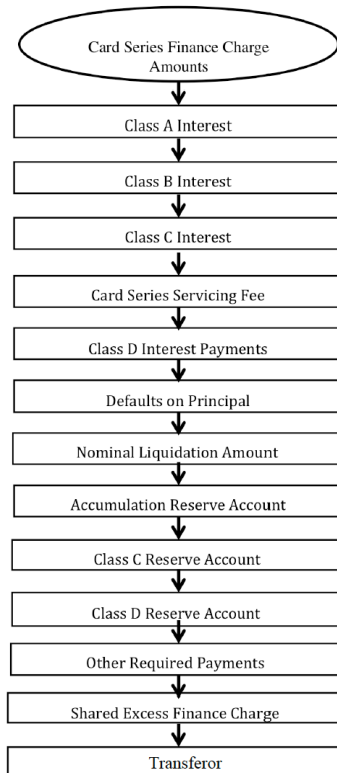 Card Series Finance Charge
Amounts
Class A Interest
Class B Interest
Class C Interest
Card Series Servicing Fee
Class D Interest Payments
Defaults on Principal
Nominal Liquidation Amount
Accumulation Reserve Account
Class C Reserve Account
Class D Reserve Account
Other Required Payments
Shared Excess Finance Charge
Transferor